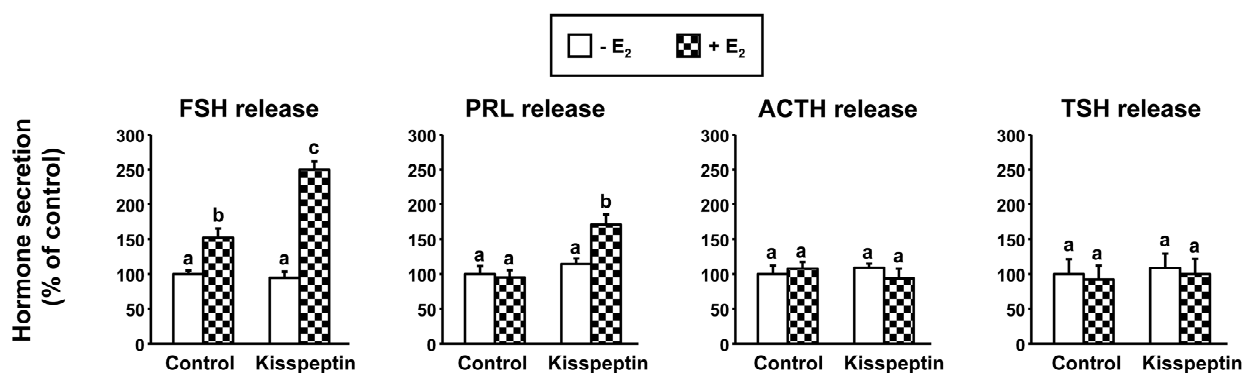 - E₂ + E₂
FSH release PRL release ACTH release TSH release
Hormone secretion
(% of control)
300 300 300 300
250 250 250 250
200 200 200 200
150 150 150 150
100 100 100 100
50 50 50 50
0 0 0 0
a b a c
a a a b
a a a a
a a a a
Control Kisspeptin Control Kisspeptin Control Kisspeptin Control Kisspeptin